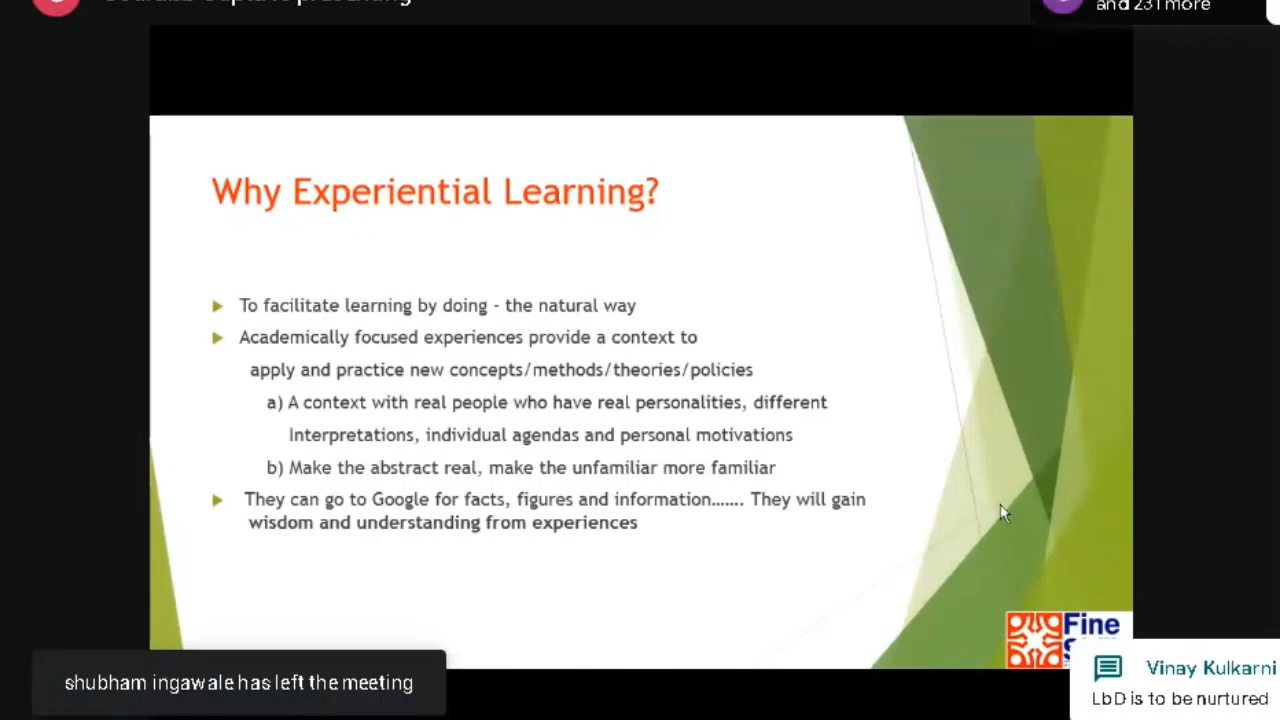 and 231 more
Why Experiential Learning?
To facilitate learning by doing - the natural way
Academically focused experiences provide a context to
apply and practice new concepts/methods/theories/policies
a) A context with real people who have real personalities, different
Interpretations, individual agendas and personal motivations
b) Make the abstract real, make the unfamiliar more familiar
They can go to Google for facts, figures and information....... They will gain
wisdom and understanding from experiences
Fine
shubham ingawale has left the meeting
Vinay Kulkarni
LbD is to be nurtured